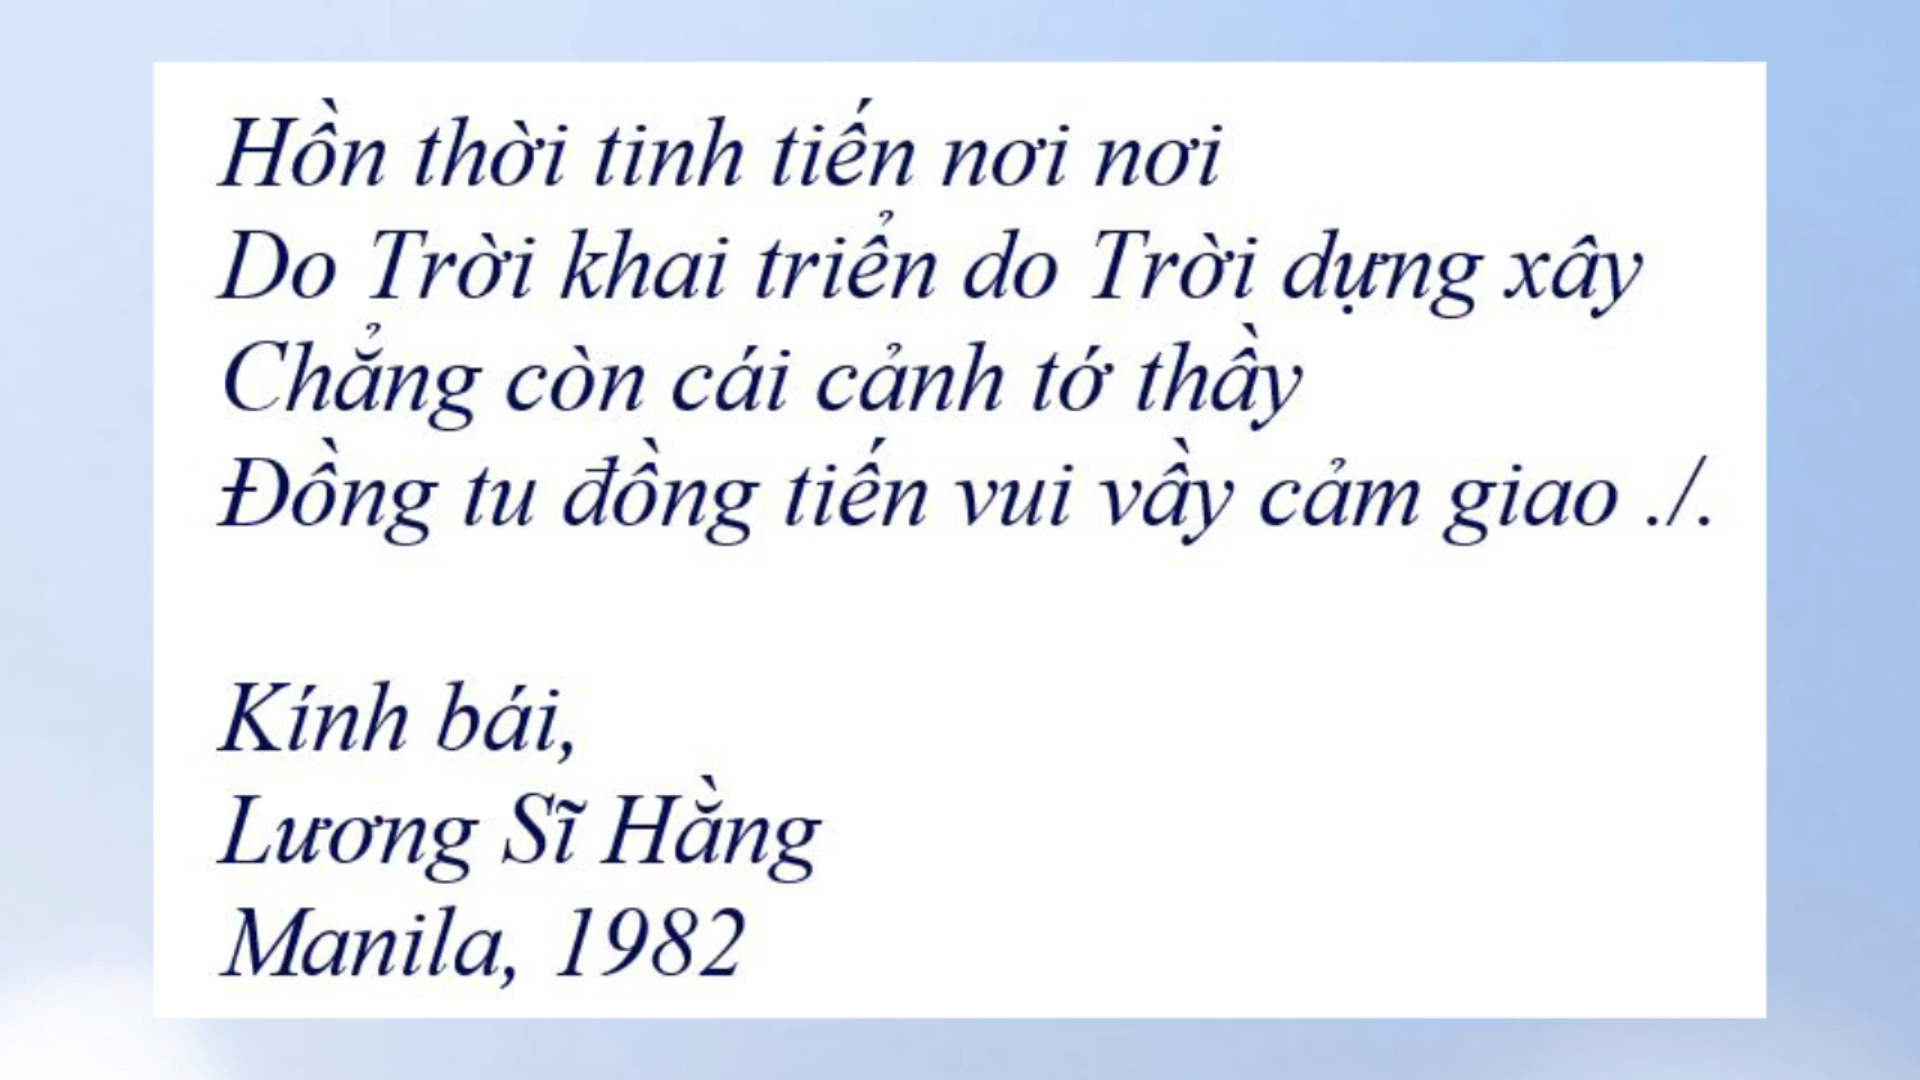 Hồn thời tinh tiến nơi nơi
Do Trời khai triển do Trời dựng xây
Chẳng còn cái cảnh tớ thầy
Đồng tu đồng tiến vui vầy cảm giao ./.
Kính bái,
Lương Sĩ Hằng
Manila, 1982